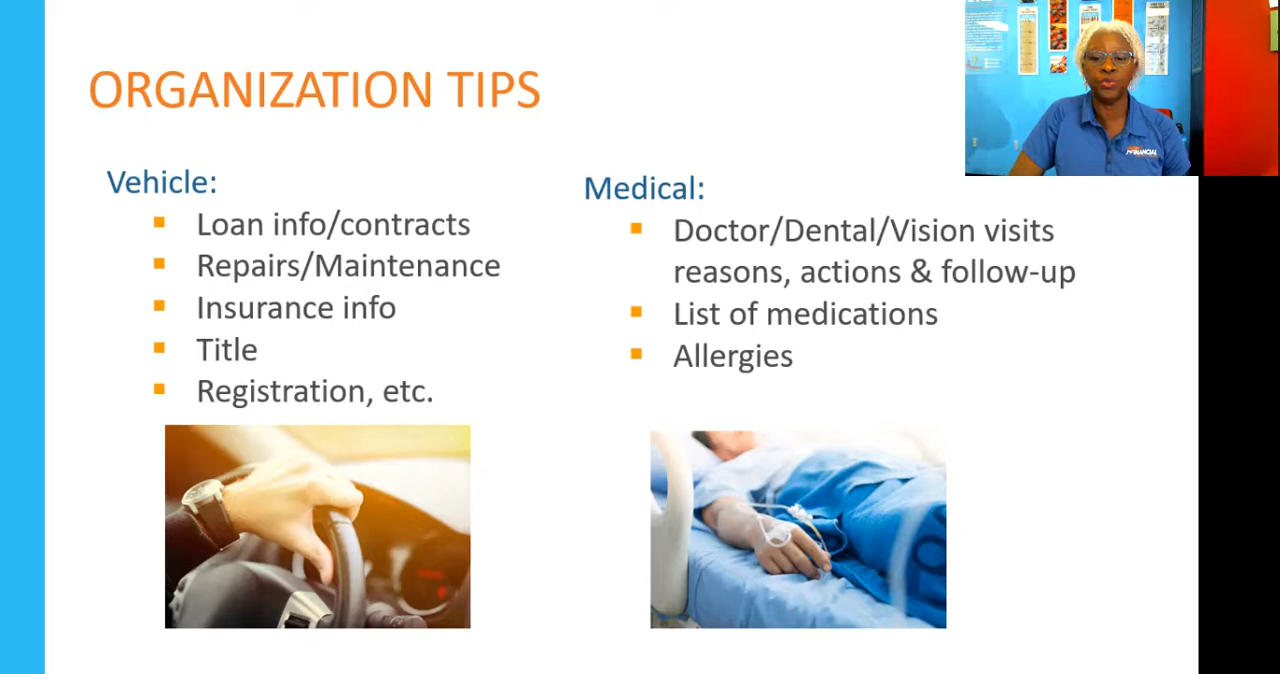 ORGANIZATION TIPS
Vehicle:
Loan info/contracts
Repairs/Maintenance
Insurance info
Title
Registration, etc.
Medical:
Doctor/Dental/Vision visits
reasons, actions & follow-up
List of medications
Allergies
FINANCIAL